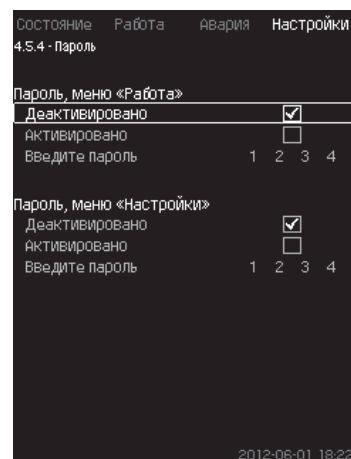 Состояние Работа Авария Настройки
4.5.4 - Пароль
Пароль, меню «Работа»
Деактивировано
Активировано
Введите пароль 1 2 3 4
Пароль, меню «Настройки»
Деактивировано
Активировано
Введите пароль 1 2 3 4
2012-06-01 18:22